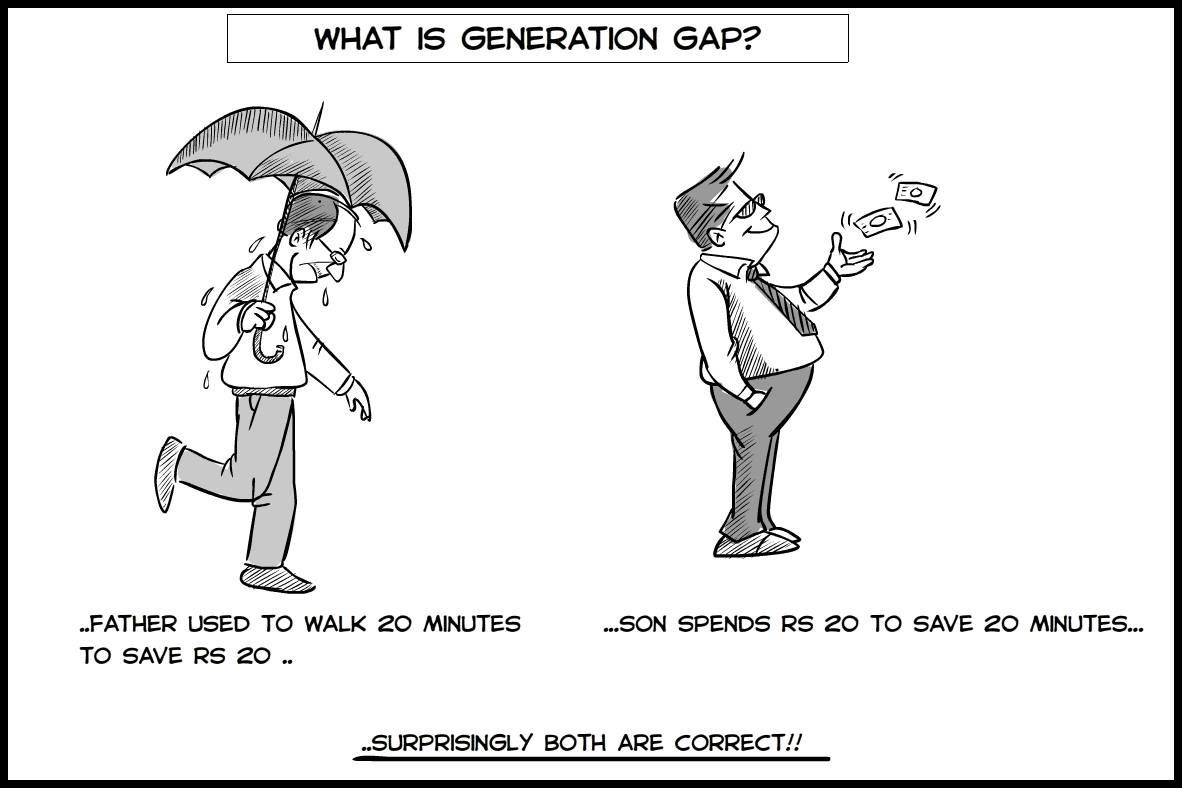 WHAT IS GENERATION GAP?
..FATHER USED TO WALK 20 MINUTES
TO SAVE RS 20 ..
...SON SPENDS RS 20 TO SAVE 20 MINUTES...
..SURPRISINGLY BOTH ARE CORRECT!!